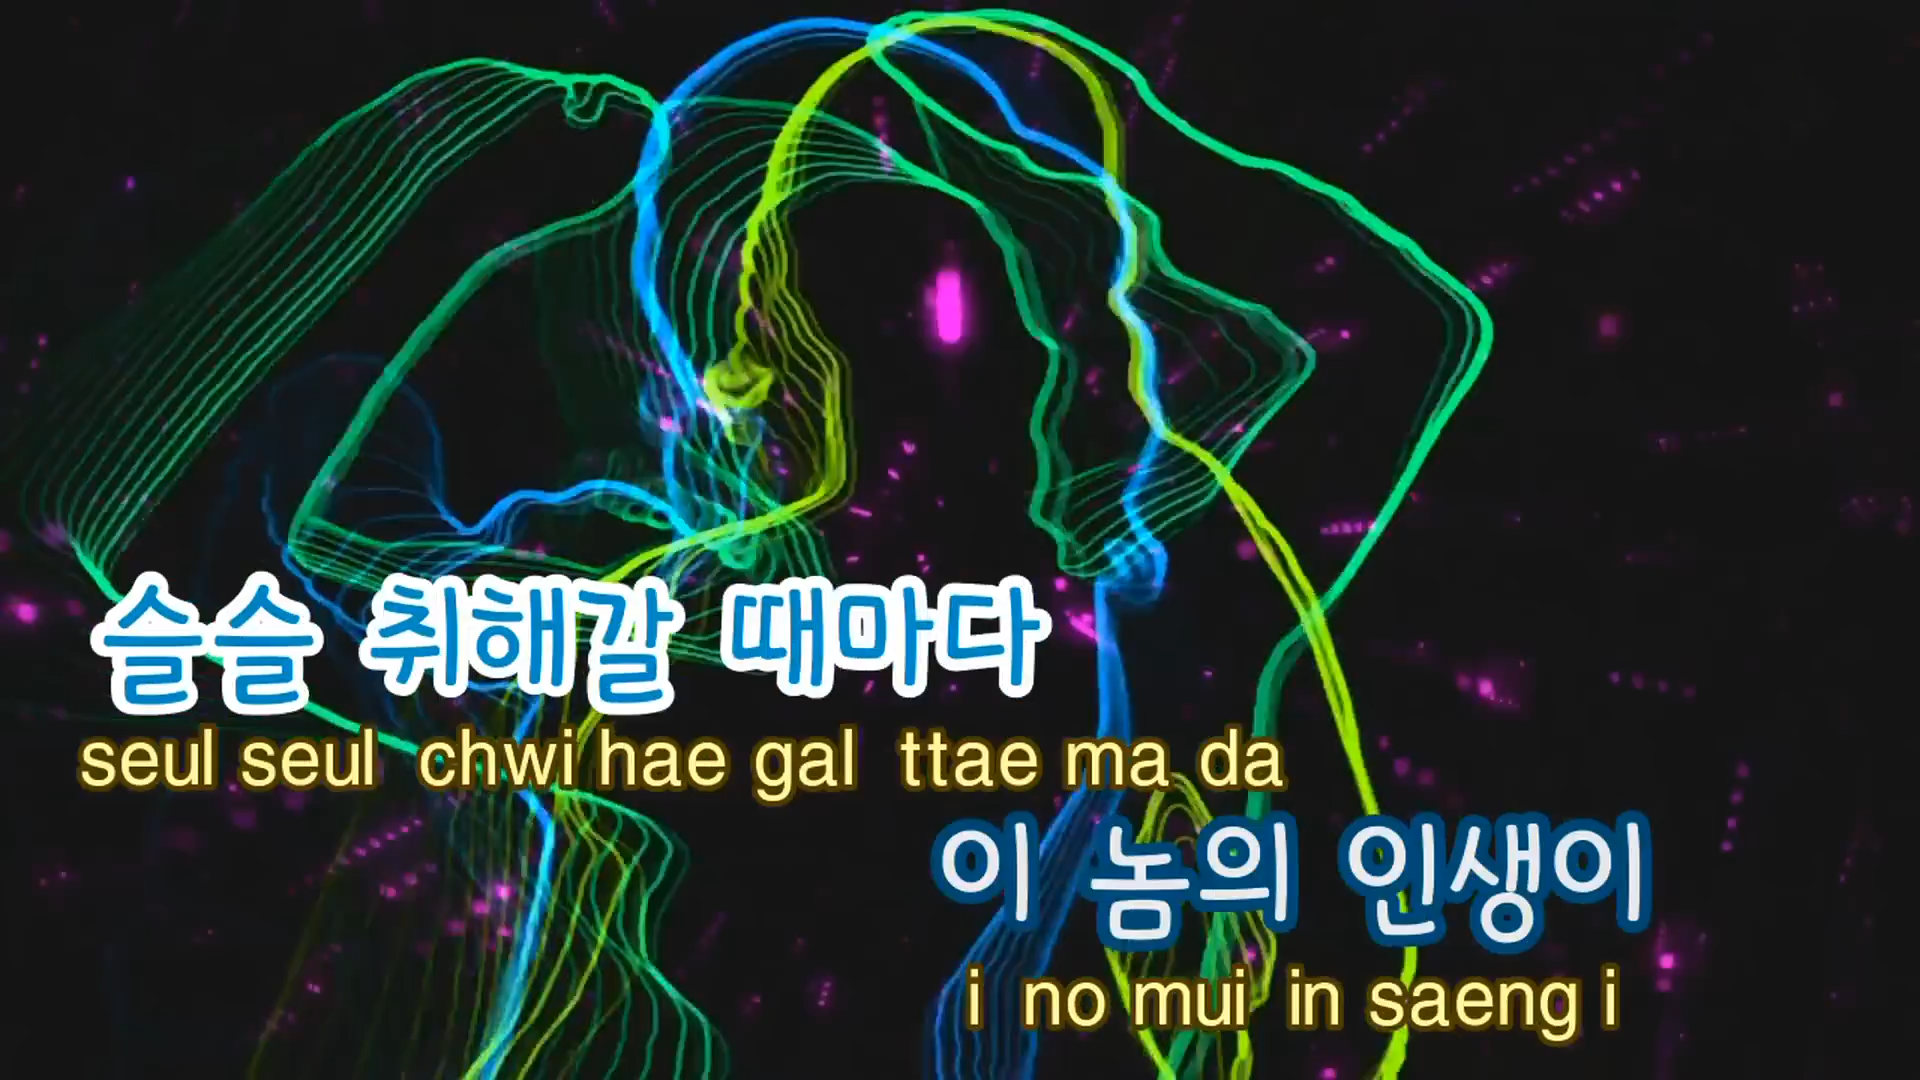 슬슬 취해갈 때마다
seul seul chwi hae gal ttae ma da
이 놈의 인생이
i no mui in saeng i